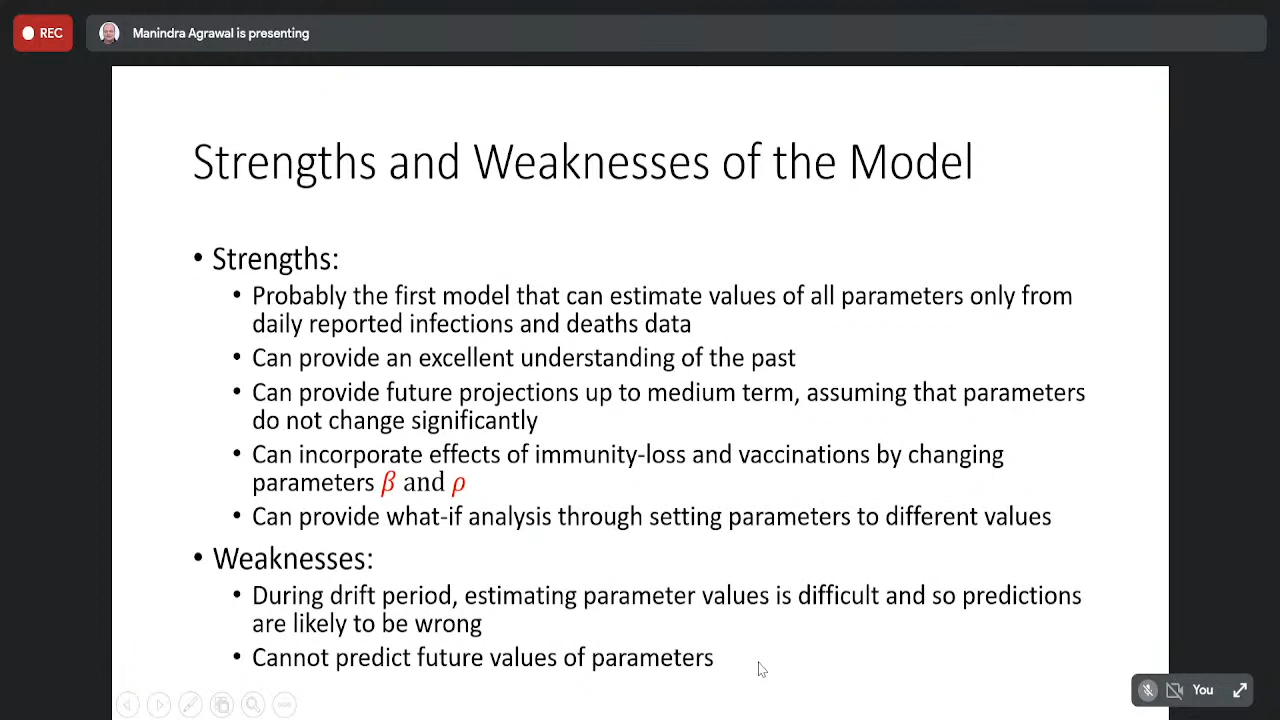 REC
Manindra Agrawal is presenting
Strengths and Weaknesses of the Model
• Strengths:
• Probably the first model that can estimate values of all parameters only from
daily reported infections and deaths data
• Can provide an excellent understanding of the past
• Can provide future projections up to medium term, assuming that parameters
do not change significantly
• Can incorporate effects of immunity-loss and vaccinations by changing
parameters β and ρ
• Can provide what-if analysis through setting parameters to different values
• Weaknesses:
• During drift period, estimating parameter values is difficult and so predictions
are likely to be wrong
• Cannot predict future values of parameters
You